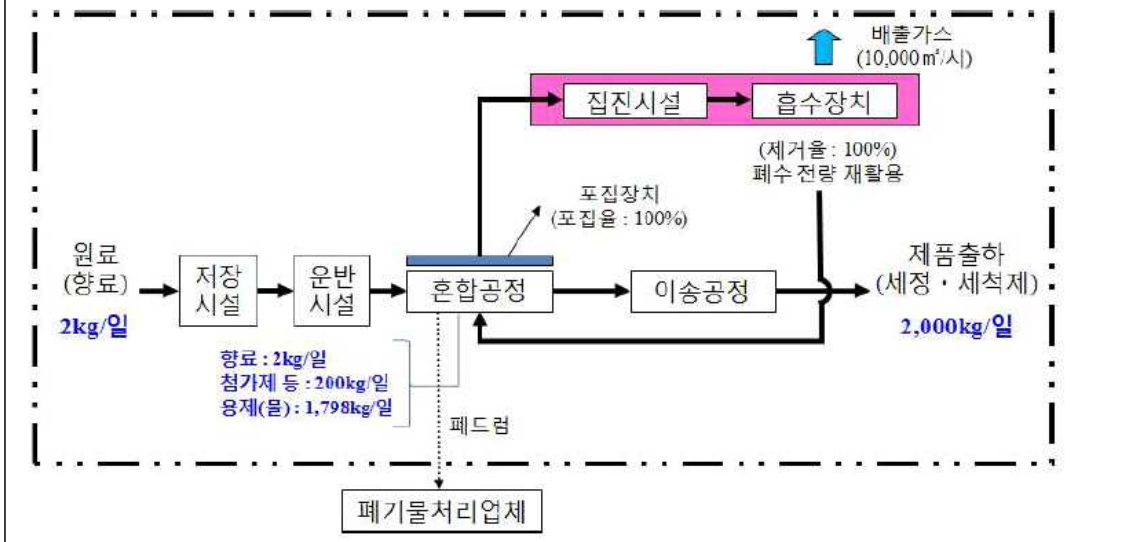 배출가스
(10,000㎥/시)
집진시설
흡수장치
(제거율 : 100%)
폐수 전량 재활용
포집장치
(포집율 : 100%)
원료
(향료)
2kg/일
저장
시설
운반
시설
혼합공정
이송공정
제품출하
(세정・세척제)
2,000kg/일
향료 : 2kg/일
첨가제 등 : 200kg/일
용제(물) : 1,798kg/일
폐드럼
폐기물처리업체